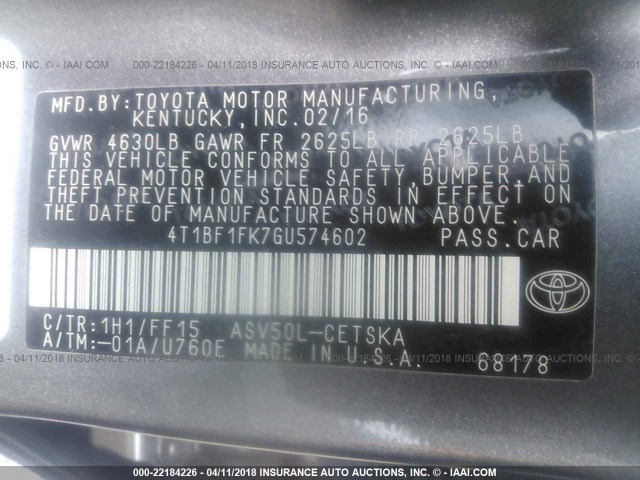 000-22184226 - 04/11/2018 INSURANCE AUTO AUCTIONS, INC. - © IAAI.COM
MFD.BY:TOYOTA MOTOR MANUFACTURING,
KENTUCKY, INC.02/16
GVWR 4630LB GAWR FR 2625LB RR 2625LB
THIS VEHICLE CONFORMS TO ALL APPLICABLE
FEDERAL MOTOR VEHICLE SAFETY, BUMPER,AND
THEFT PREVENTION STANDARDS IN EFFECT ON
THE DATE OF MANUFACTURE SHOWN ABOVE.
4T1BF1FK7GU574602 PASS.CAR
C/TR:1H1/FF15 ASV50L-CETSKA
A/TM:-01A/U760E MADE IN U.S.A.
68178
000-22184226 - 04/11/2018 INSURANCE AUTO AUCTIONS, INC. - © IAAI.COM